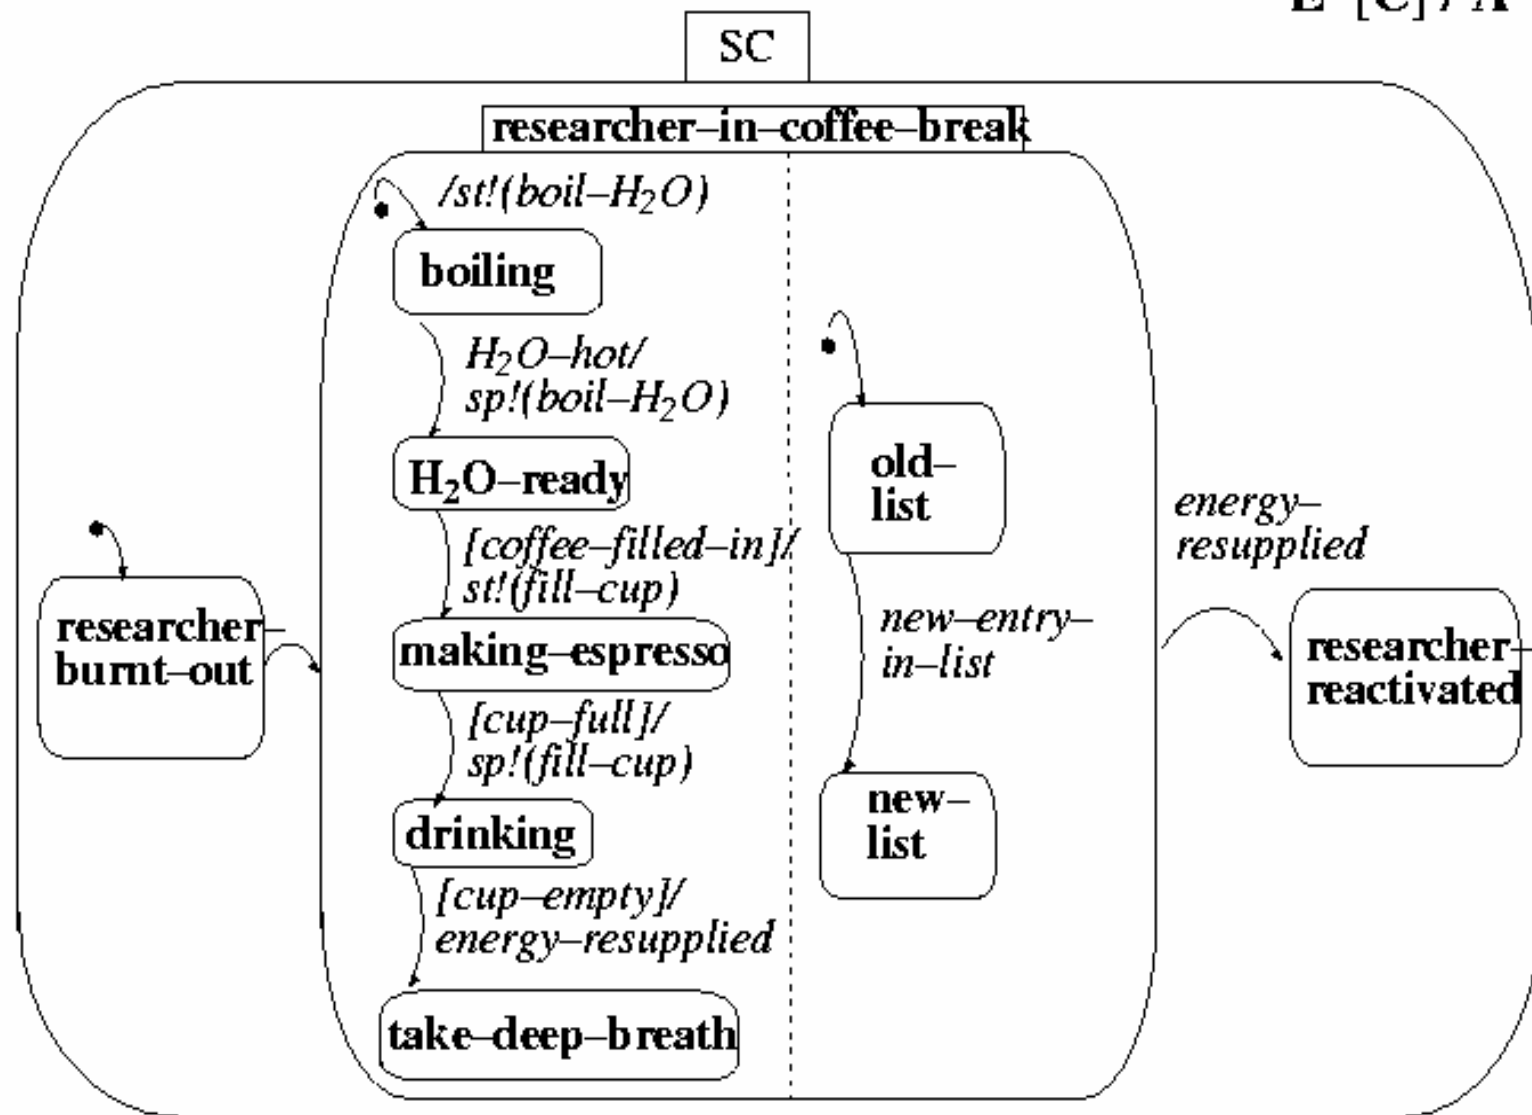 E [C] / A
SC
researcher–in–coffee–break
/st!(boil–H₂O)
boiling
H₂O–hot/
sp!(boil–H₂O)
H₂O–ready
[coffee–filled–in]/
st!(fill–cup)
making–espresso
[cup–full]/
sp!(fill–cup)
drinking
[cup–empty]/
energy–resupplied
take–deep–breath
old–
list
new–entry–
in–list
new–
list
researcher–
burnt–out
energy–
resupplied
researcher–
reactivated